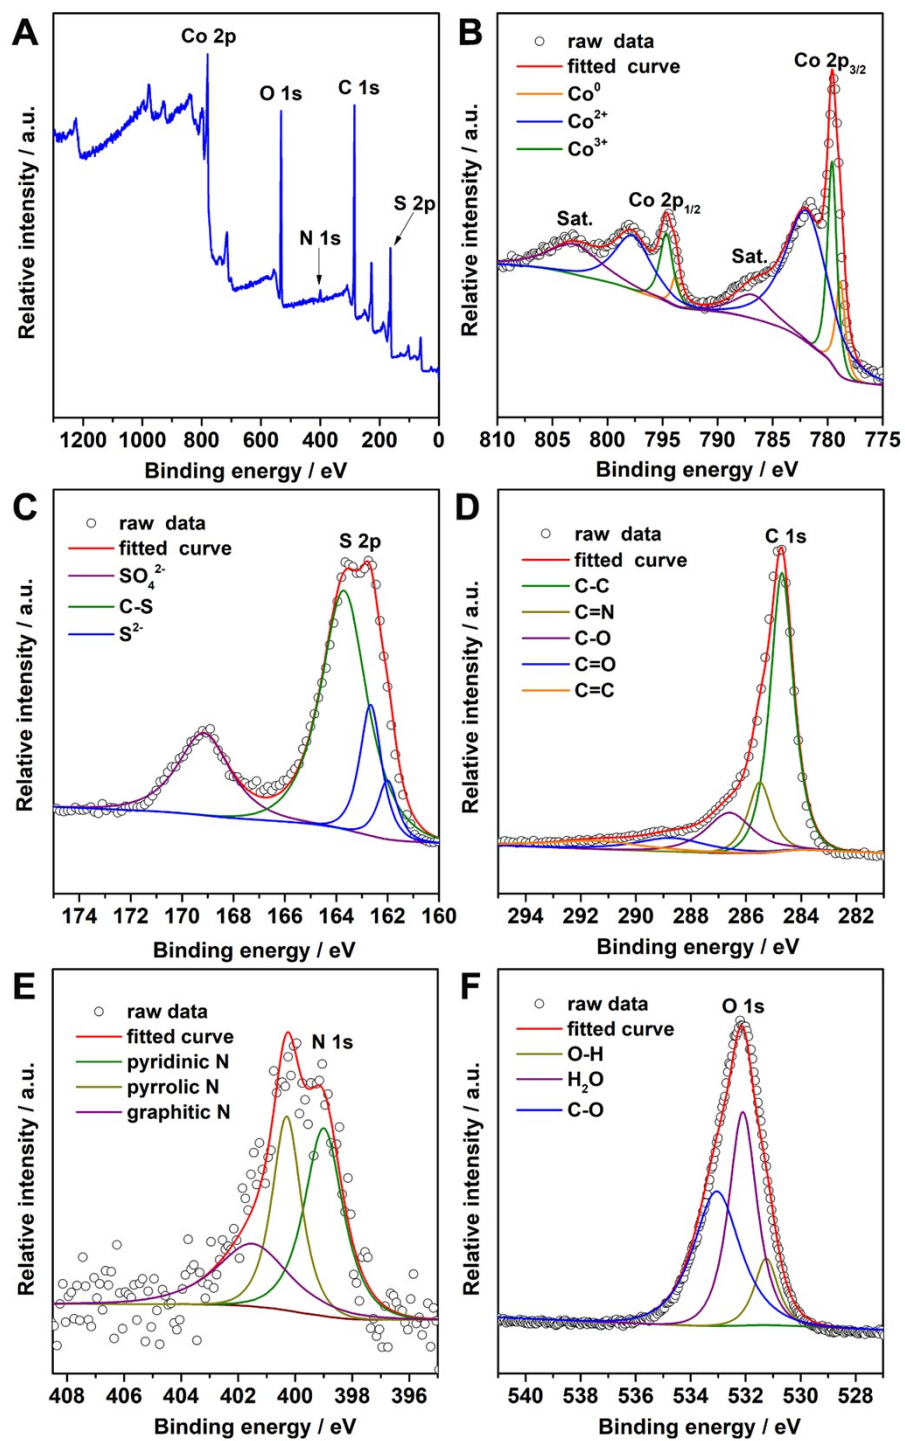 A
Co 2p
O 1s
C 1s
S 2p
N 1s
Relative intensity / a.u.
1200 1000 800 600 400 200 0
Binding energy / eV
B
raw data
fitted curve
Co⁰
Co²⁺
Co³⁺
Co 2p₃/₂
Co 2p₁/₂
Sat.
Sat.
Relative intensity / a.u.
810 805 800 795 790 785 780 775
Binding energy / eV
C
raw data
fitted curve
SO₄²⁻
C-S
S²⁻
S 2p
Relative intensity / a.u.
174 172 170 168 166 164 162 160
Binding energy / eV
D
raw data
fitted curve
C-C
C=N
C-O
C=O
C=C
C 1s
Relative intensity / a.u.
294 292 290 288 286 284 282
Binding energy / eV
E
raw data
fitted curve
pyridinic N
pyrrolic N
graphitic N
N 1s
Relative intensity / a.u.
408 406 404 402 400 398 396
Binding energy / eV
F
raw data
fitted curve
O-H
H₂O
C-O
O 1s
Relative intensity / a.u.
540 538 535 533 530 528
Binding energy / eV